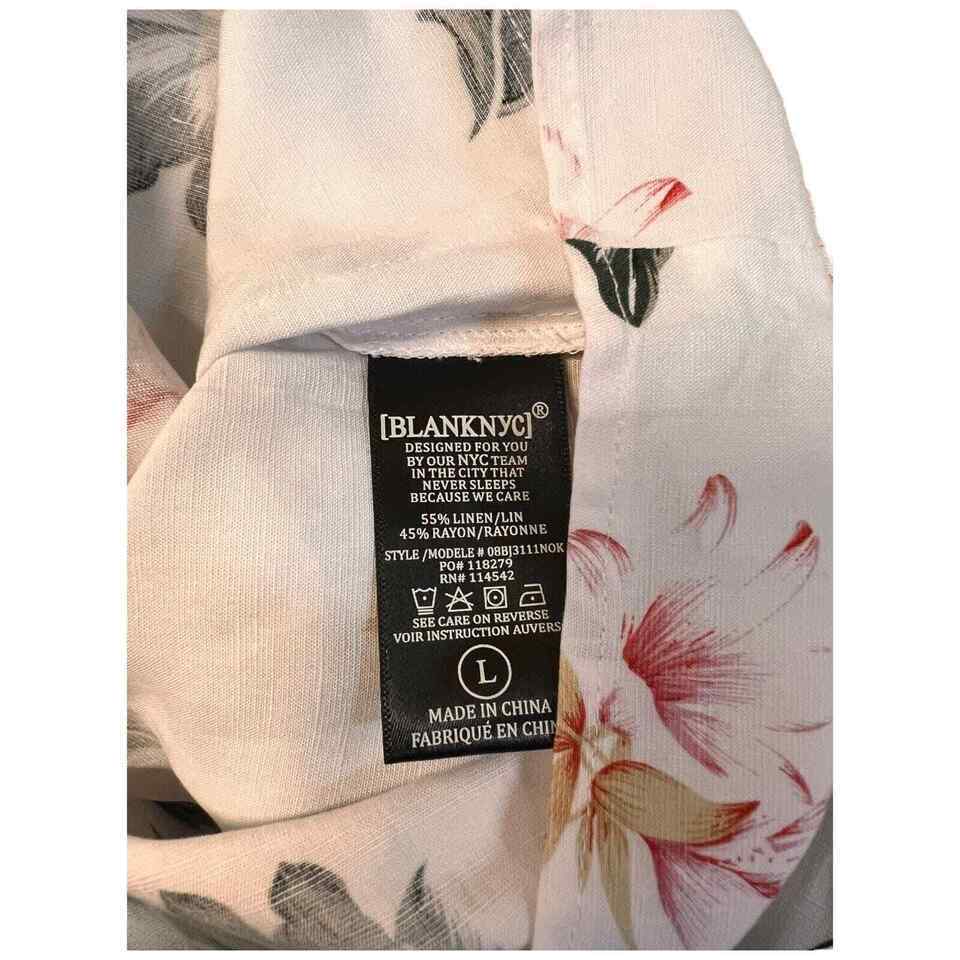 [BLANKNYC]®
DESIGNED FOR YOU
BY OUR NYC TEAM
IN THE CITY THAT
NEVER SLEEPS
BECAUSE WE CARE
55% LINEN/LIN
45% RAYON/RAYONNE
STYLE /MODELE # 08BJ3111NOK
PO# 118279
RN# 114542
SEE CARE ON REVERSE
VOIR INSTRUCTION AUVERS
L
MADE IN CHINA
FABRIQUÉ EN CHIN